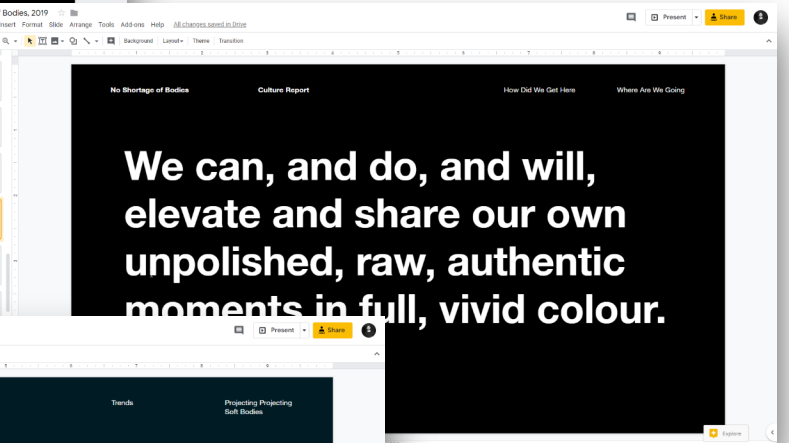 Bodies, 2019
Present
Share
nsert Format Slide Arrange Tools Add-ons Help All changes saved in Drive
Background Layout Theme Transition
No Shortage of Bodies Culture Report How Did We Get Here Where Are We Going
We can, and do, and will,
elevate and share our own
unpolished, raw, authentic
moments in full, vivid colour.
Present
Share
Trends Projecting Projecting
Soft Bodies
Explore